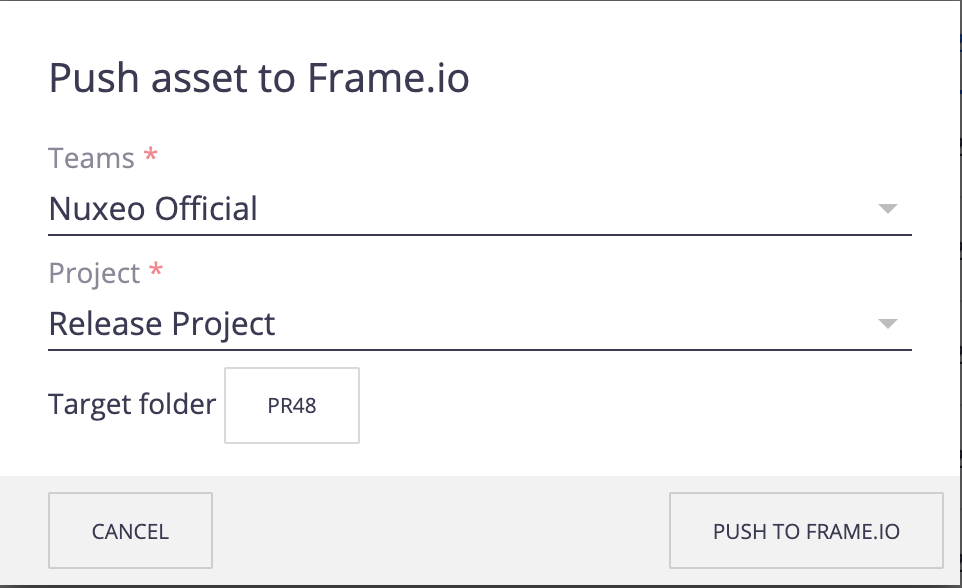 Push asset to Frame.io
Teams *
Nuxeo Official
Project *
Release Project
Target folder PR48
CANCEL PUSH TO FRAME.IO